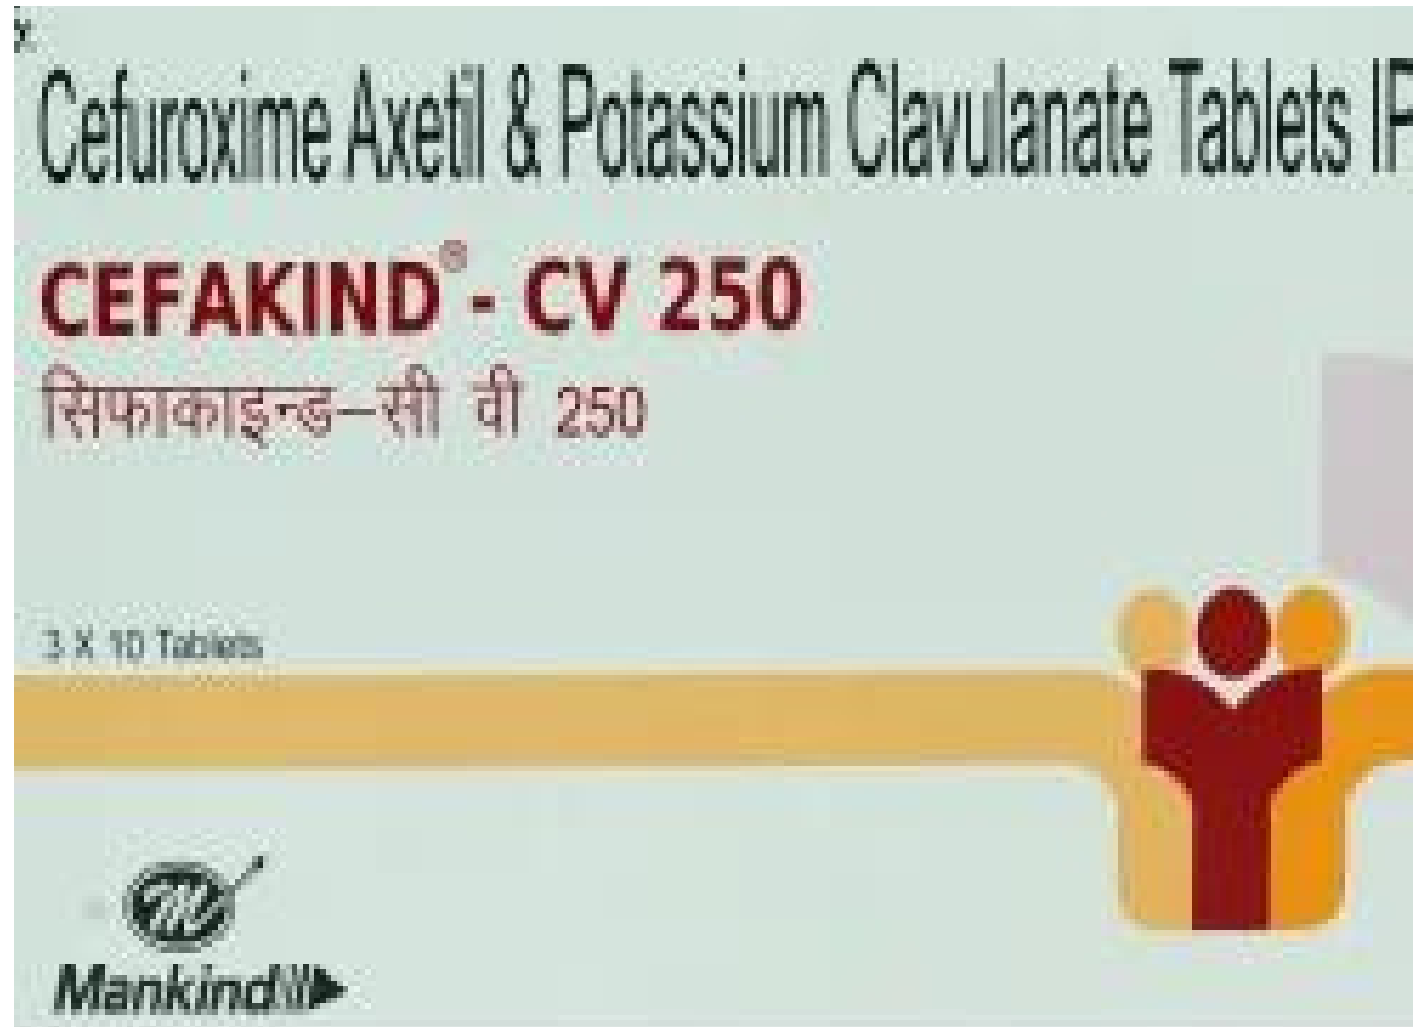 Cefuroxime Axetil & Potassium Clavulanate Tablets IP
CEFAKIND® - CV 250
सिफाकाइन्ड–सी वी 250
3 X 10 Tablets
Mankind